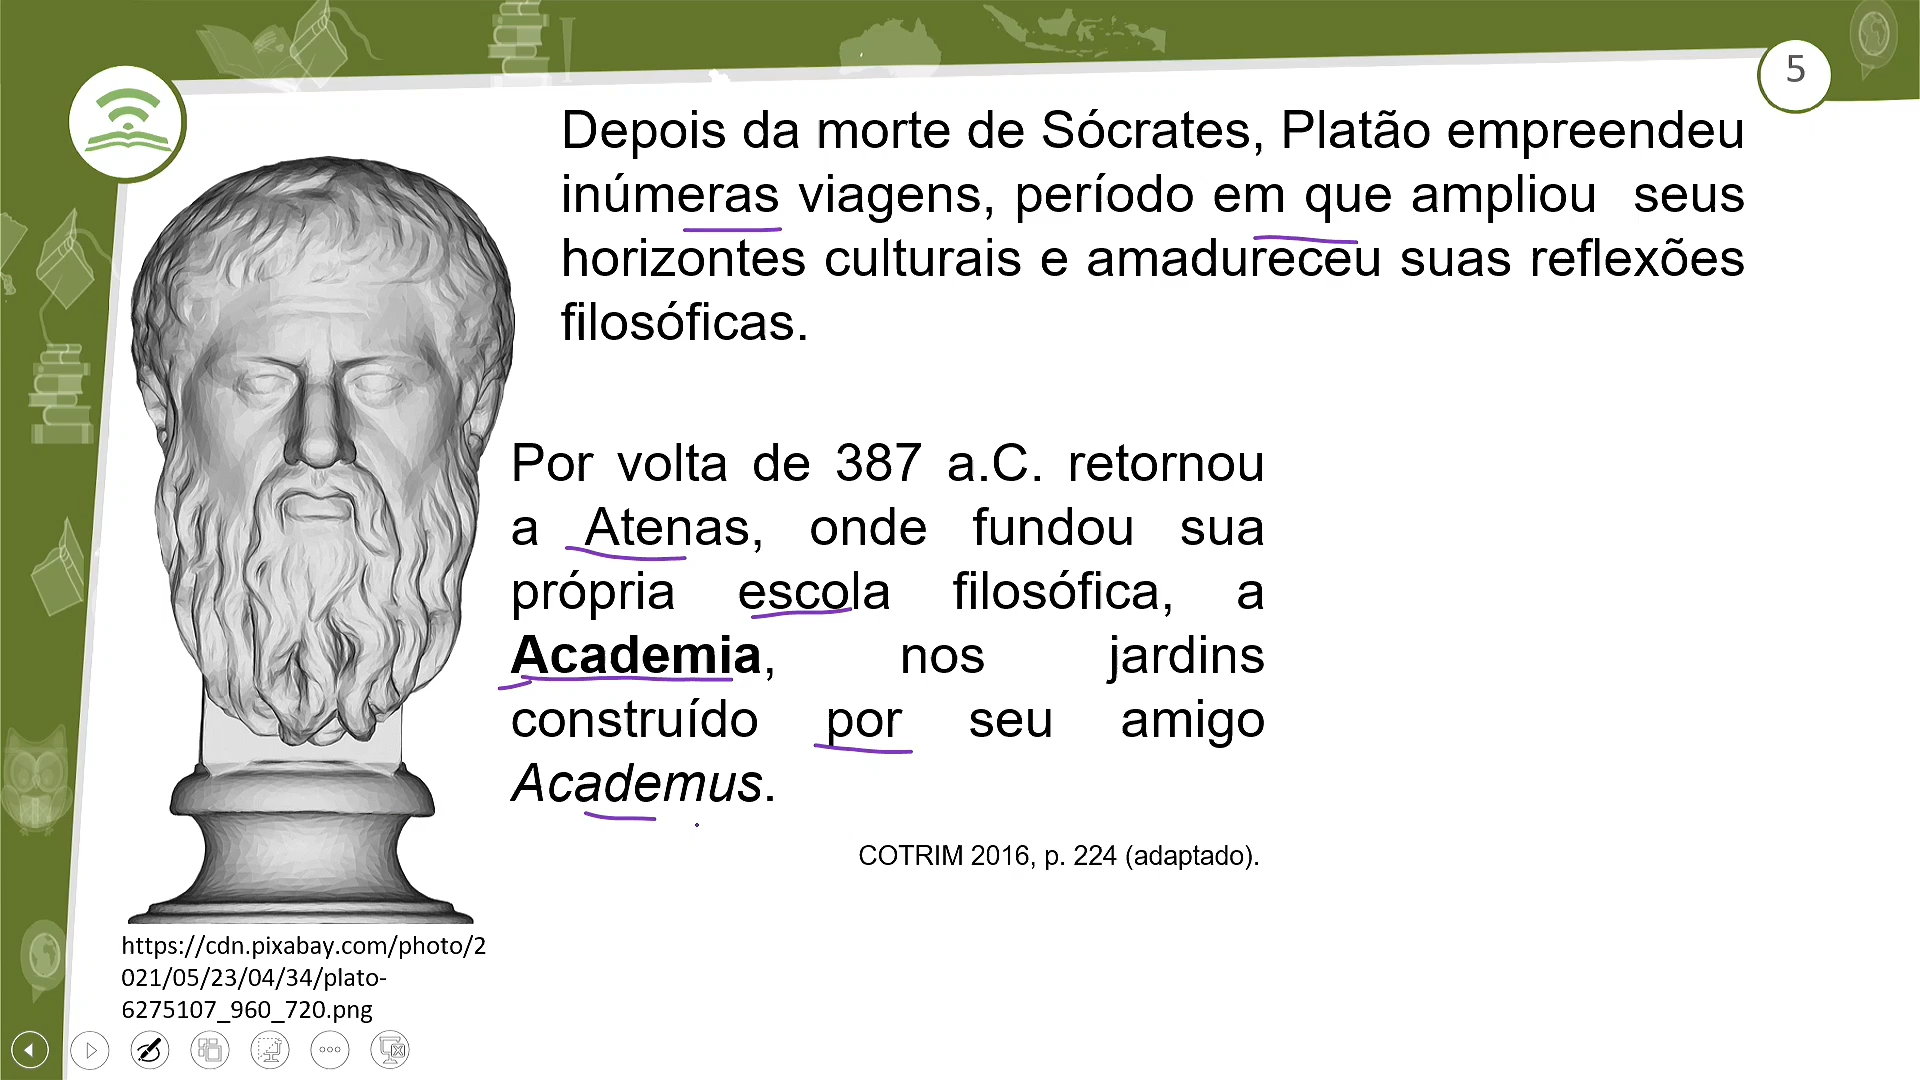 5
Depois da morte de Sócrates, Platão empreendeu
inúmeras viagens, período em que ampliou seus
horizontes culturais e amadureceu suas reflexões
filosóficas.
Por volta de 387 a.C. retornou
a Atenas, onde fundou sua
própria escola filosófica, a
Academia, nos jardins
construído por seu amigo
Academus.
COTRIM 2016, p. 224 (adaptado).
https://cdn.pixabay.com/photo/2
021/05/23/04/34/plato-
6275107_960_720.png